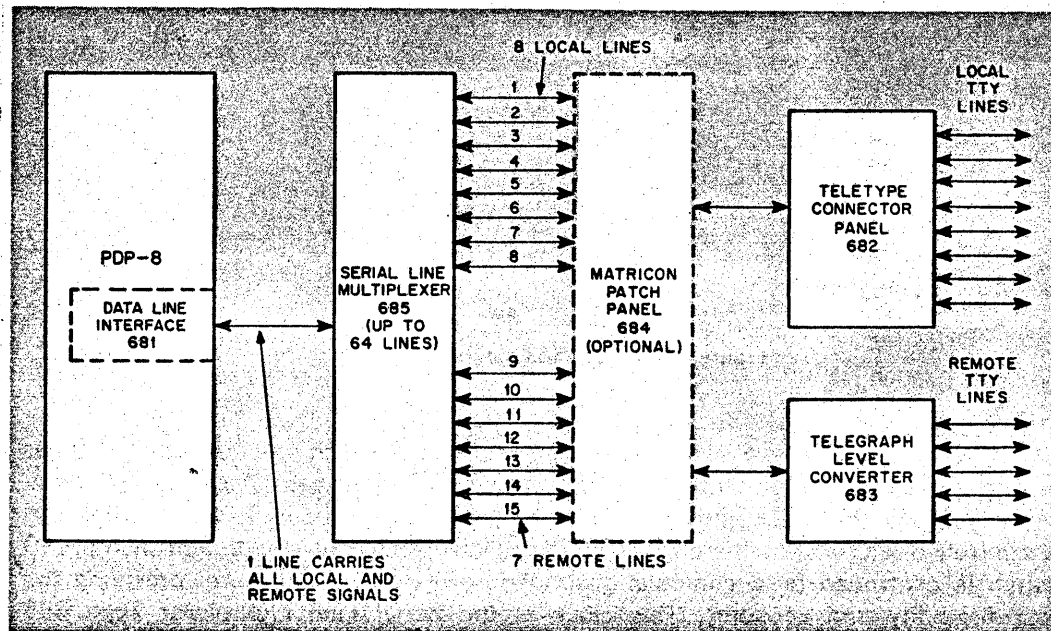 8 LOCAL LINES
PDP-8
DATA LINE
INTERFACE
681
1 LINE CARRIES
ALL LOCAL AND
REMOTE SIGNALS
SERIAL LINE
MULTIPLEXER
685
(UP TO
64 LINES)
1
2
3
4
5
6
7
8
9
10
11
12
13
14
15
7 REMOTE LINES
MATRICON
PATCH
PANEL
684
(OPTIONAL)
TELETYPE
CONNECTOR
PANEL
682
LOCAL
TTY
LINES
TELEGRAPH
LEVEL
CONVERTER
683
REMOTE
TTY
LINES